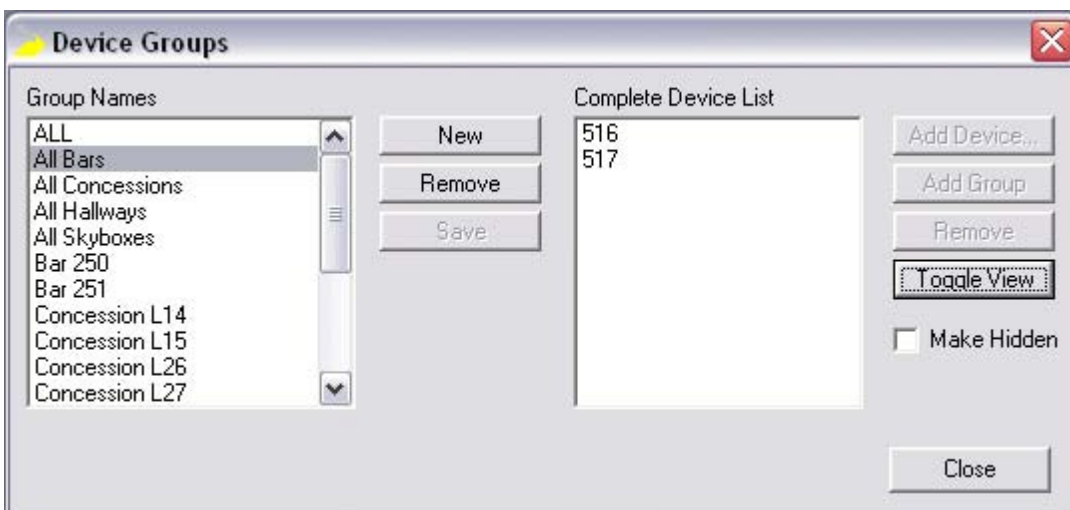 Device Groups
Group Names
ALL
All Bars
All Concessions
All Hallways
All Skyboxes
Bar 250
Bar 251
Concession L14
Concession L15
Concession L26
Concession L27
New
Remove
Save
Complete Device List
516
517
Add Device...
Add Group
Remove
Toggle View
Make Hidden
Close